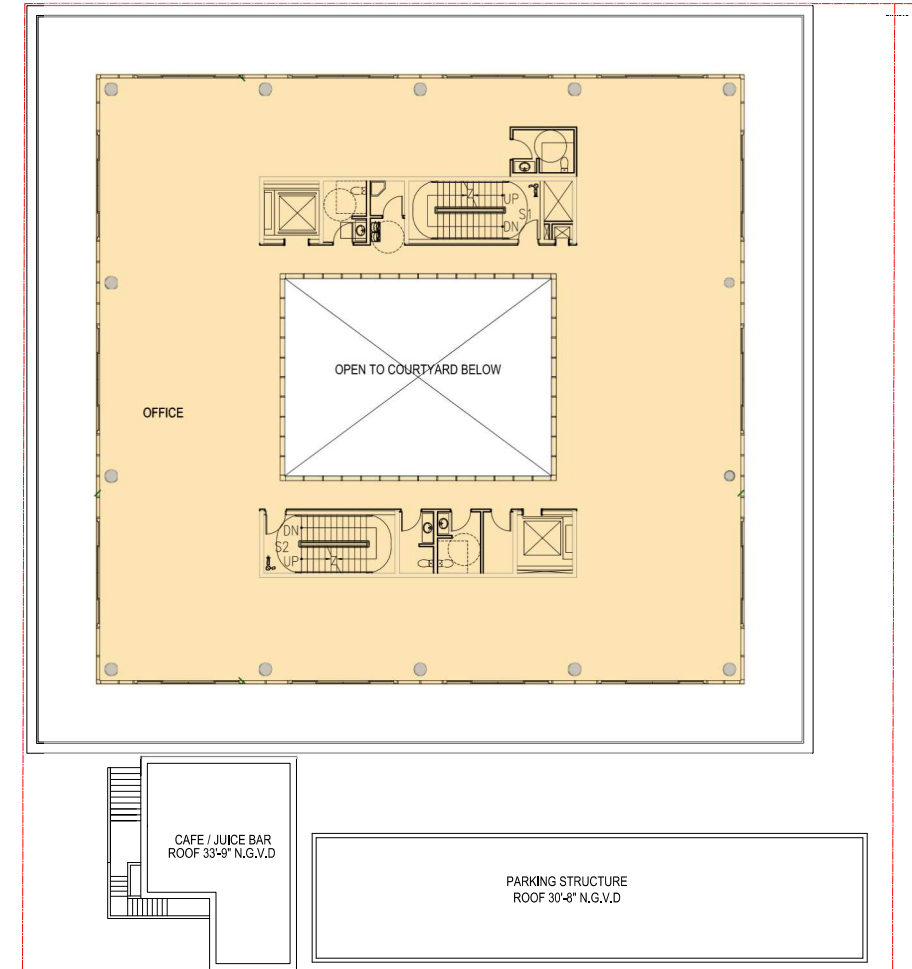 UP
S1
DN
OPEN TO COURTYARD BELOW
OFFICE
DN
S2
UP
CAFE / JUICE BAR
ROOF 33'-9" N.G.V.D
PARKING STRUCTURE
ROOF 30'-8" N.G.V.D